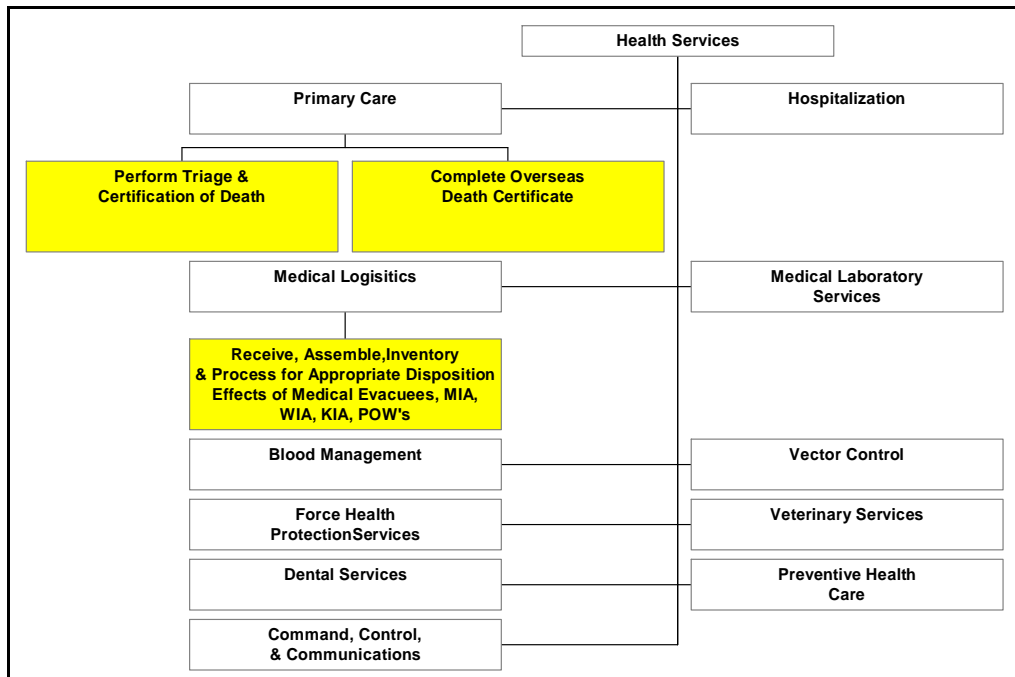 Health Services
Primary Care
Hospitalization
Perform Triage &
Certification of Death
Complete Overseas
Death Certificate
Medical Logisitics
Medical Laboratory
Services
Receive, Assemble,Inventory
& Process for Appropriate Disposition
Effects of Medical Evacuees, MIA,
WIA, KIA, POW's
Blood Management
Vector Control
Force Health
ProtectionServices
Veterinary Services
Dental Services
Preventive Health
Care
Command, Control,
& Communications